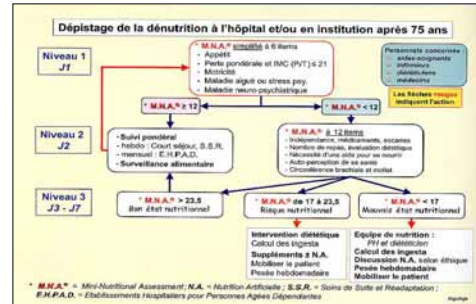 Dépistage de la dénutrition à l'hôpital et/ou en institution après 75 ans
Niveau 1
J1
* M.N.A.® simplifié à 6 items
- Appétit
- Perte pondérale et IMC (PVT) ≤ 21
- Motricité
- Maladie aiguë ou stress psy.
- Maladie neuro-psychiatrique
Personnels concernés :
aides-soignants
infirmiers
diététiciens
médecins
Les flèches rouges
indiquent l'action
* M.N.A.® ≥ 12
* M.N.A.® < 12
Niveau 2
J2
- Suivi pondéral
- hebdo : Court séjour, S.S.R.
- mensuel : E.H.P.A.D.
- Surveillance alimentaire
* M.N.A.®
à 12 items
- Indépendance, médicaments, escarres
- Nombre de repas, évaluation diététique
- Nécessité d'une aide pour se nourrir
- Auto-perception de sa santé
- Circonférence brachiale et mollet
Niveau 3
J3 - J7
* M.N.A.® > 23,5
Bon état nutritionnel
* M.N.A.® de 17 à 23,5
Risque nutritionnel
* M.N.A.® < 17
Mauvais état nutritionnel
Intervention diététique
Calcul des ingesta
Suppléments ± N.A.
Mobiliser le patient
Pesée hebdomadaire
Equipe de nutrition :
PH et diététicien
Calcul des ingesta
Discussion N.A. selon éthique
Pesée hebdomadaire
Mobiliser le patient
* M.N.A.® = Mini-Nutritional Assessment; N.A. = Nutrition Artificielle ; S.S.R. = Soins de Suite et Réadaptation ;
E.H.P.A.D. = Etablissements Hospitaliers pour Personnes Agées Dépendantes